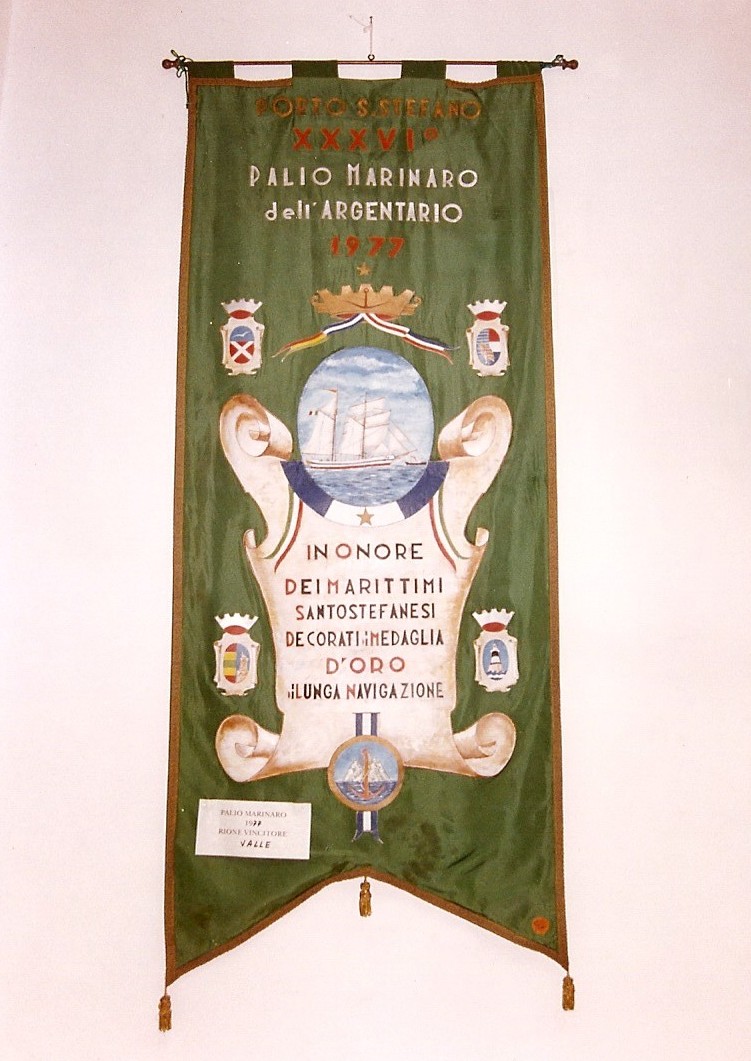 PORTO S.STEFANO
XXXVI°
PALIO MARINARO
dell'ARGENTARIO
1977
IN ONORE
DEI MARITTIMI
SANTOSTEFANESI
DECORATI di MEDAGLIA
D'ORO
di LUNGA NAVIGAZIONE
PALIO MARINARO
1977
RIONE VINCITORE
VALLE